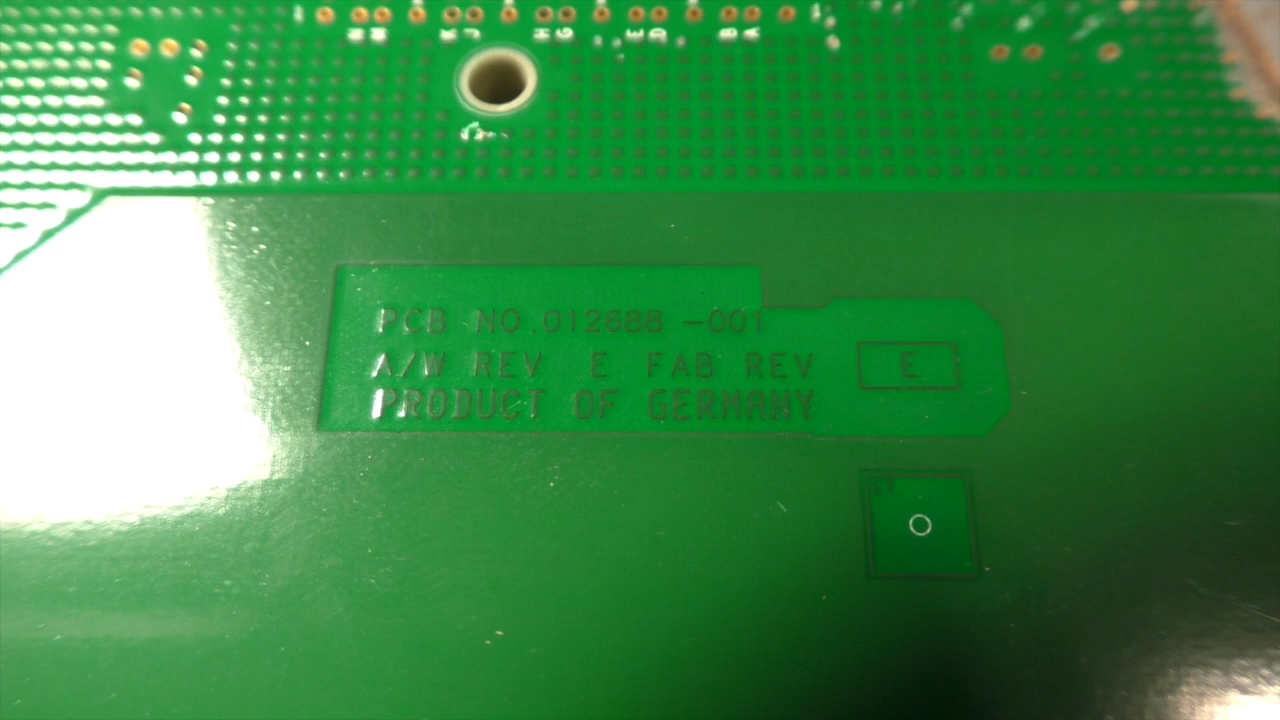 N M K J H G E D B A
PCB NO.012688 -001
A/W REV E FAB REV E
PRODUCT OF GERMANY